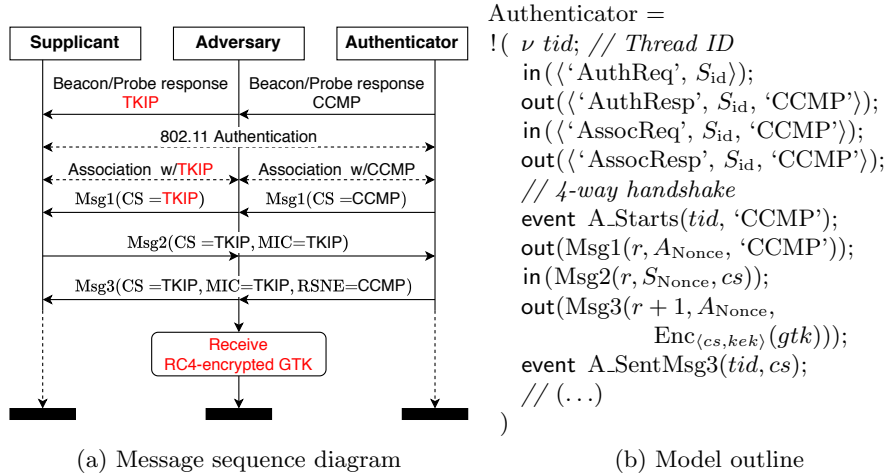 Supplicant Adversary Authenticator
Beacon/Probe response Beacon/Probe response
TKIP CCMP
802.11 Authentication
Association w/TKIP Association w/CCMP
Msg1(CS =TKIP) Msg1(CS =CCMP)
Msg2(CS =TKIP, MIC=TKIP)
Msg3(CS =TKIP, MIC=TKIP, RSNE=CCMP)
Receive
RC4-encrypted GTK
(a) Message sequence diagram
Authenticator =
!( ν tid; // Thread ID
in(⟨‘AuthReq’, S_id⟩);
out(⟨‘AuthResp’, S_id, ‘CCMP’⟩);
in(⟨‘AssocReq’, S_id, ‘CCMP’⟩);
out(⟨‘AssocResp’, S_id, ‘CCMP’⟩);
// 4-way handshake
event A_Starts(tid, ‘CCMP’);
out(Msg1(r, A_Nonce, ‘CCMP’));
in(Msg2(r, S_Nonce, cs));
out(Msg3(r + 1, A_Nonce,
Enc_⟨cs,kek⟩(gtk)));
event A_SentMsg3(tid, cs);
// (...)
)
(b) Model outline